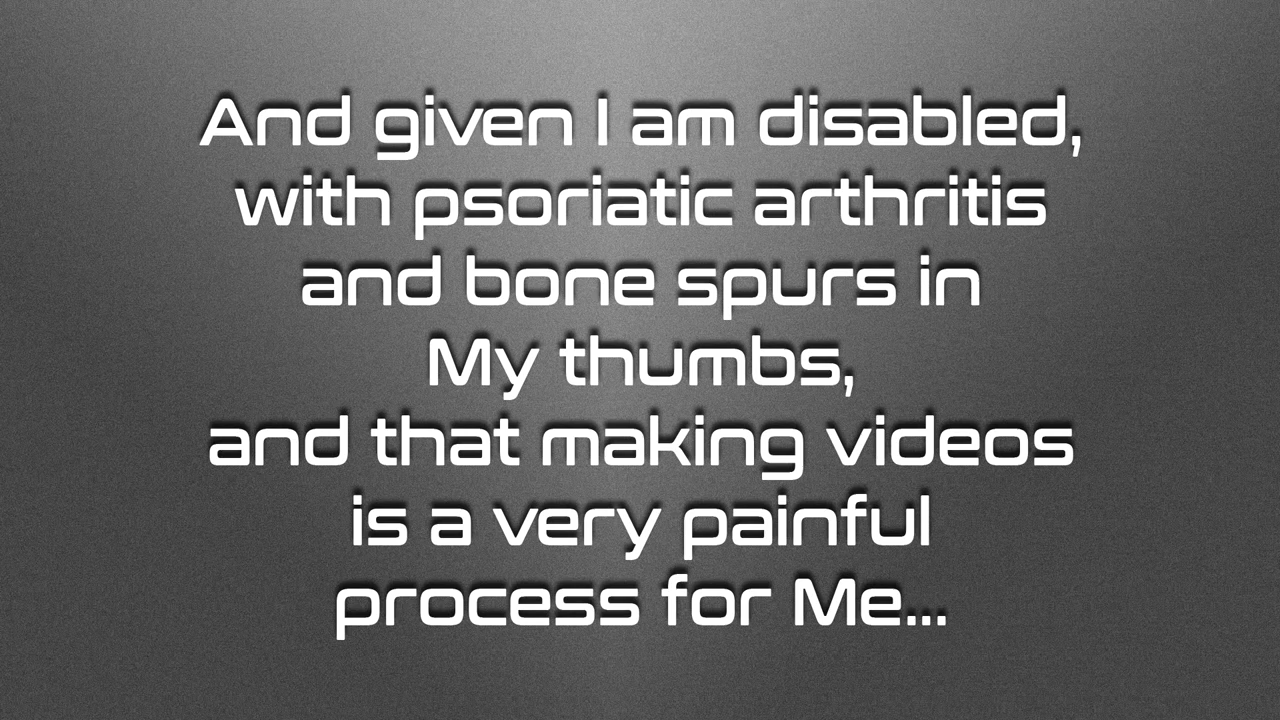 And given I am disabled,
with psoriatic arthritis
and bone spurs in
My thumbs,
and that making videos
is a very painful
process for Me...